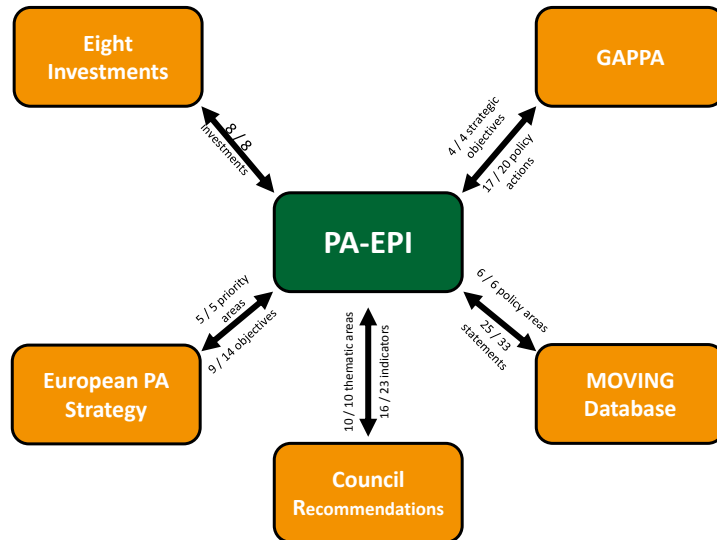 Eight
Investments
GAPPA
8 / 8
Investments
4 / 4 strategic
objectives
17 / 20 policy
actions
PA-EPI
5 / 5 priority
areas
9 / 14 objectives
6 / 6 policy areas
25 / 33
statements
10 / 10 thematic areas
16 / 23 indicators
European PA
Strategy
MOVING
Database
Council
Recommendations